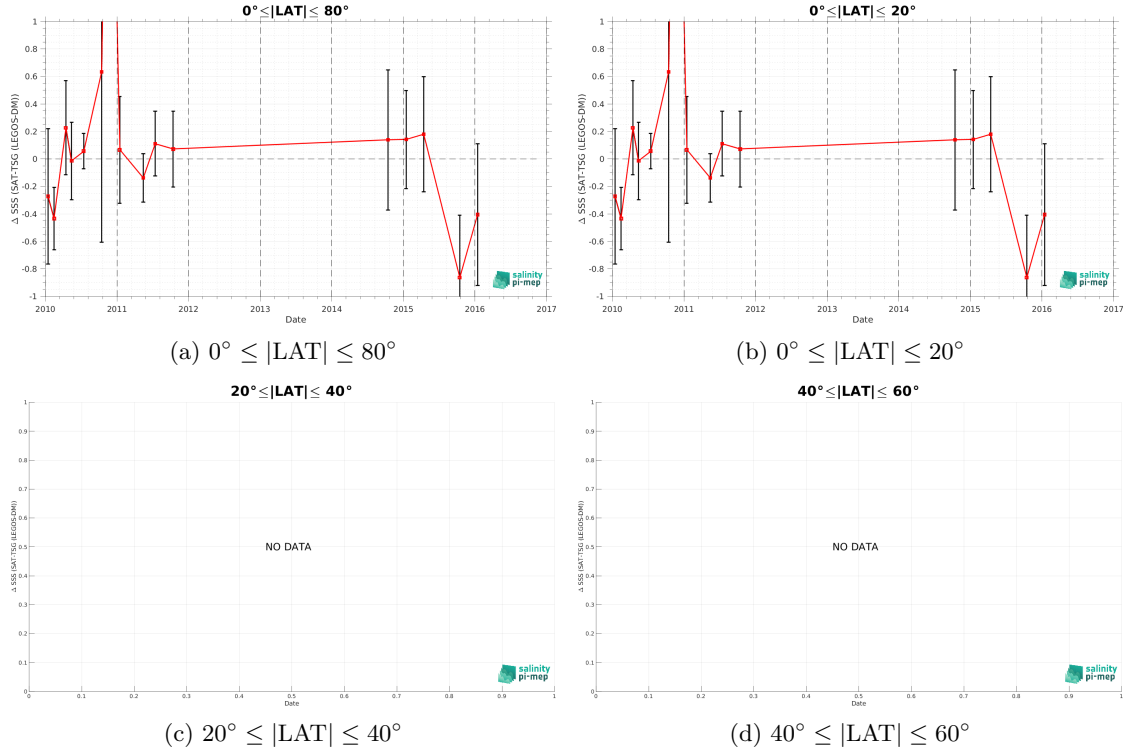 0°≤|LAT|≤ 80°
1
0.8
0.6
0.4
0.2
0
-0.2
-0.4
-0.6
-0.8
-1
Δ SSS (SAT-TSG (LEGOS-DM))
2010 2011 2012 2013 2014 2015 2016 2017
Date
salinity
pi-mep
(a) 0° ≤ |LAT| ≤ 80°
0°≤|LAT|≤ 20°
1
0.8
0.6
0.4
0.2
0
-0.2
-0.4
-0.6
-0.8
-1
Δ SSS (SAT-TSG (LEGOS-DM))
2010 2011 2012 2013 2014 2015 2016 2017
Date
salinity
pi-mep
(b) 0° ≤ |LAT| ≤ 20°
20°≤|LAT|≤ 40°
1
0.9
0.8
0.7
0.6
0.5
0.4
0.3
0.2
0.1
0
Δ SSS (SAT-TSG (LEGOS-DM))
NO DATA
0 0.1 0.2 0.3 0.4 0.5 0.6 0.7 0.8 0.9 1
Date
salinity
pi-mep
(c) 20° ≤ |LAT| ≤ 40°
40°≤|LAT|≤ 60°
1
0.9
0.8
0.7
0.6
0.5
0.4
0.3
0.2
0.1
0
Δ SSS (SAT-TSG (LEGOS-DM))
NO DATA
0 0.1 0.2 0.3 0.4 0.5 0.6 0.7 0.8 0.9 1
Date
salinity
pi-mep
(d) 40° ≤ |LAT| ≤ 60°